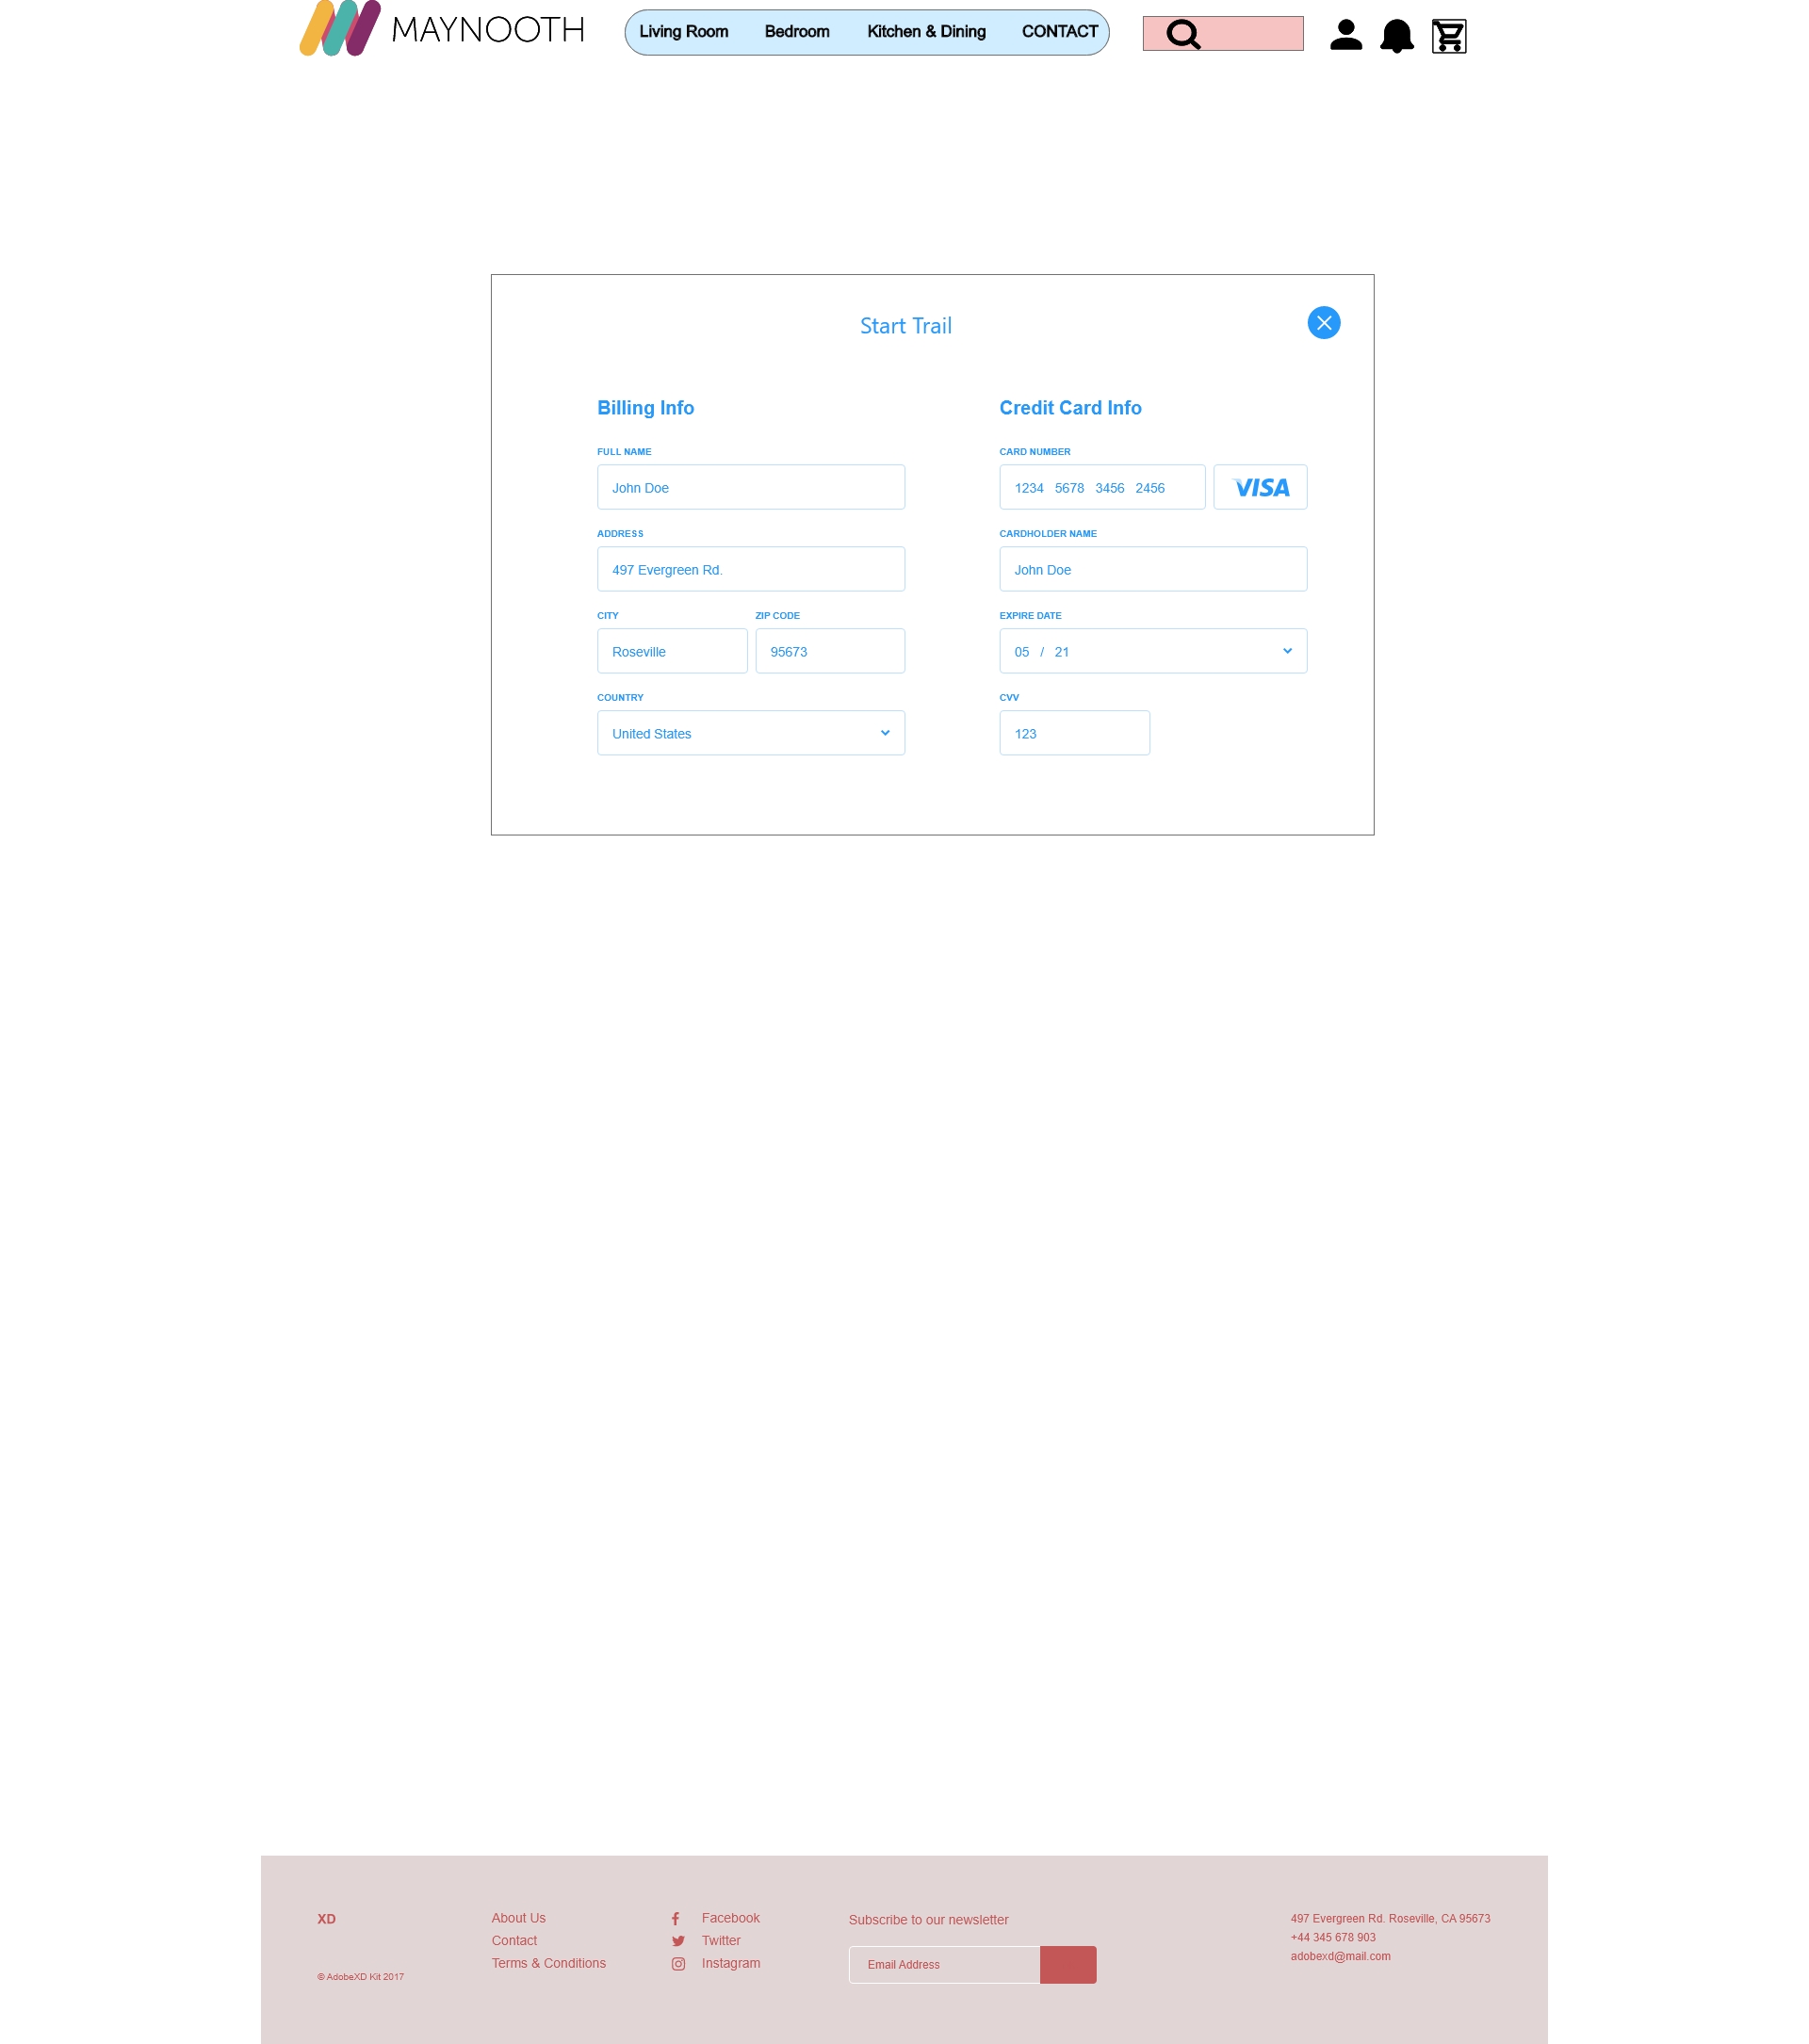 MAYNOOTH
Living Room Bedroom Kitchen & Dining CONTACT
Start Trail
Billing Info
FULL NAME
John Doe
ADDRESS
497 Evergreen Rd.
CITY ZIP CODE
Roseville 95673
COUNTRY
United States
Credit Card Info
CARD NUMBER
1234 5678 3456 2456 VISA
CARDHOLDER NAME
John Doe
EXPIRE DATE
05 / 21
CVV
123
XD
© AdobeXD Kit 2017
About Us
Contact
Terms & Conditions
Facebook
Twitter
Instagram
Subscribe to our newsletter
Email Address
497 Evergreen Rd. Roseville, CA 95673
+44 345 678 903
adobexd@mail.com